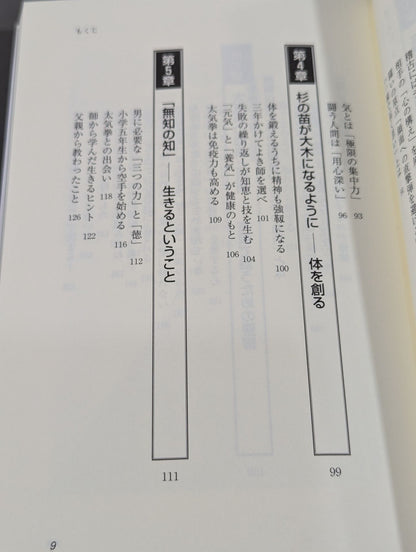 もくじ
気とは「極限の集中力」 93
闘う人間は「用心深い」 96
第4章 杉の苗が大木になるように――体を創る 99
体を鍛えるうちに精神も強靱になる 100
三年かけてよき師を選べ 101
失敗の繰り返しが知恵と技を生む 104
「元気」と「養気」が健康のもと 106
太気拳は免疫力も高める 109
第5章 「無知の知」――生きるということ 111
男に必要な「三つの力」と「徳」 112
小学五年生から空手を始める 116
太気拳との出会い 118
師から学んだ生きるヒント 122
父親から教わったこと 126
9